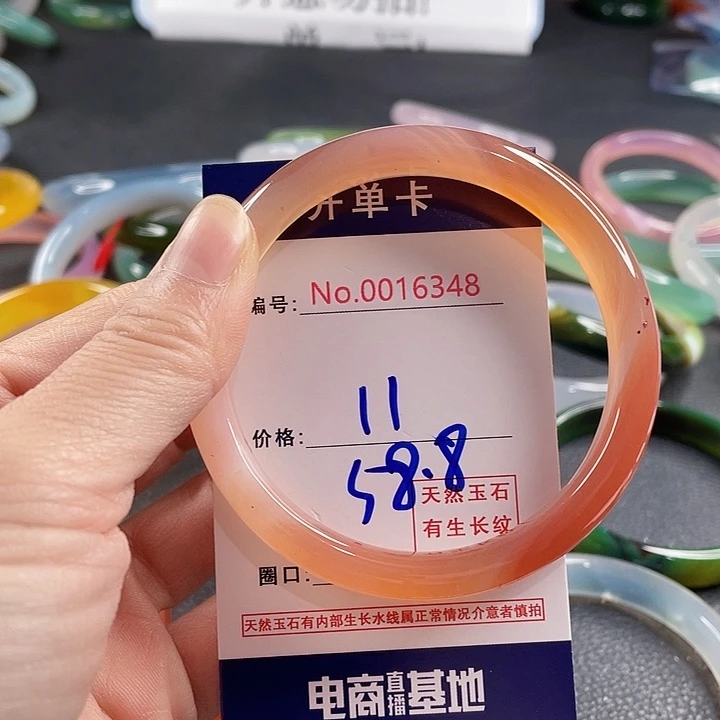 开单卡
编号: No.0016348
11
价格:
58.8
天然玉石
有生长纹
圈口:
天然玉石有内部生长水线属正常情况介意者慎拍
电商直播基地